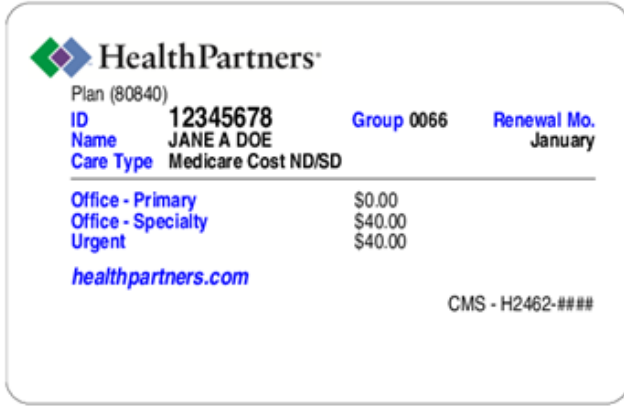 HealthPartners
Plan (80840)
ID 12345678 Group 0066 Renewal Mo.
Name JANE A DOE January
Care Type Medicare Cost ND/SD
Office - Primary $0.00
Office - Specialty $40.00
Urgent $40.00
healthpartners.com
CMS - H2462-####